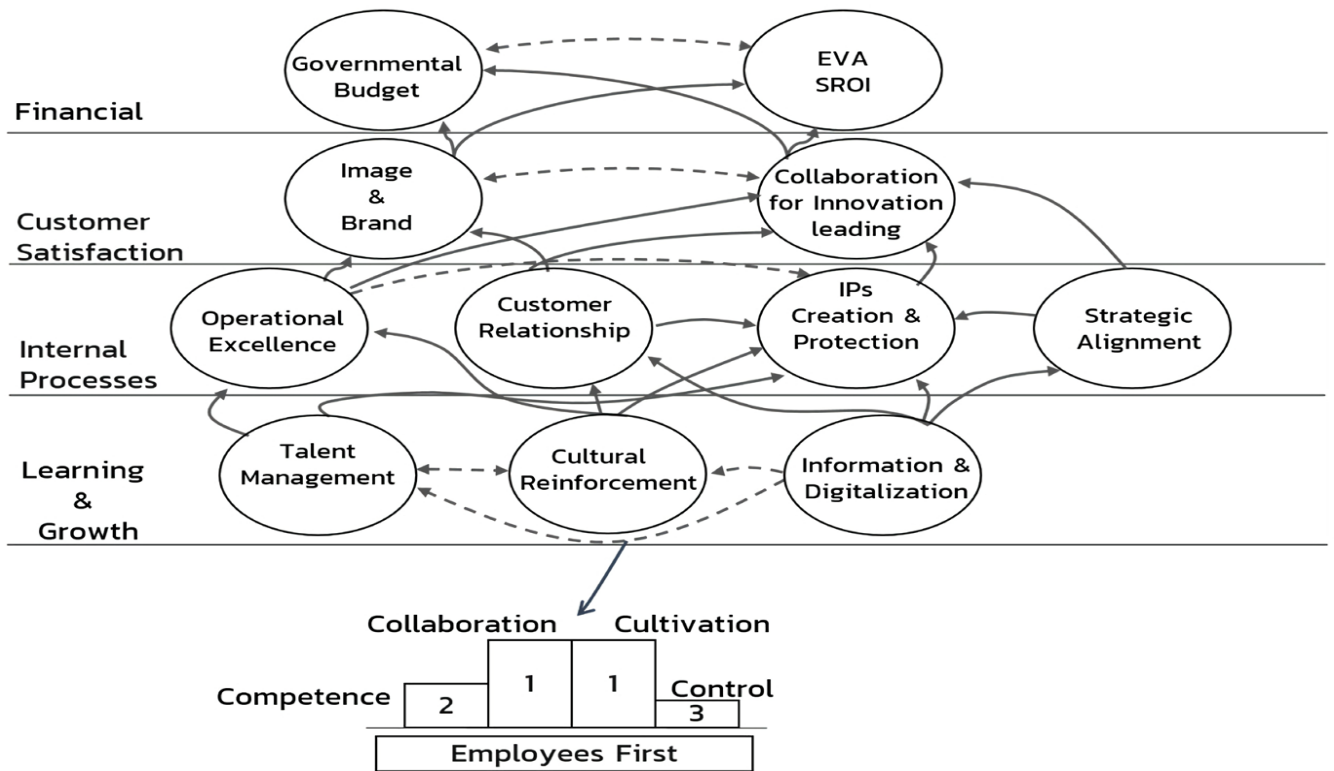 Governmental
Budget
EVA
SROI
Financial
Image
&
Brand
Collaboration
for Innovation
leading
Customer
Satisfaction
Operational
Excellence
Customer
Relationship
IPs
Creation &
Protection
Strategic
Alignment
Internal
Processes
Talent
Management
Cultural
Reinforcement
Information &
Digitalization
Learning
&
Growth
Collaboration
Cultivation
Competence
2
1
1
Control
3
Employees First